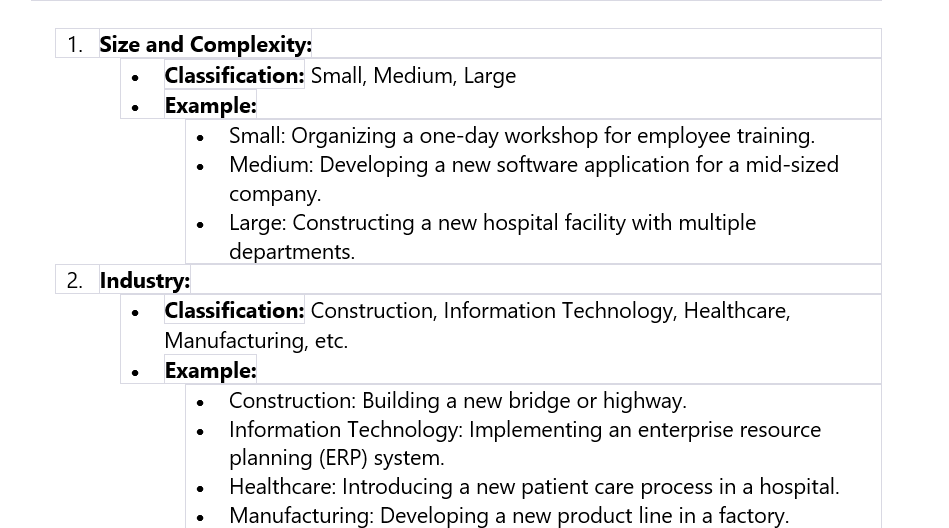 1. Size and Complexity:
• Classification: Small, Medium, Large
• Example:
• Small: Organizing a one-day workshop for employee training.
• Medium: Developing a new software application for a mid-sized
company.
• Large: Constructing a new hospital facility with multiple
departments.
2. Industry:
• Classification: Construction, Information Technology, Healthcare,
Manufacturing, etc.
• Example:
• Construction: Building a new bridge or highway.
• Information Technology: Implementing an enterprise resource
planning (ERP) system.
• Healthcare: Introducing a new patient care process in a hospital.
• Manufacturing: Developing a new product line in a factory.